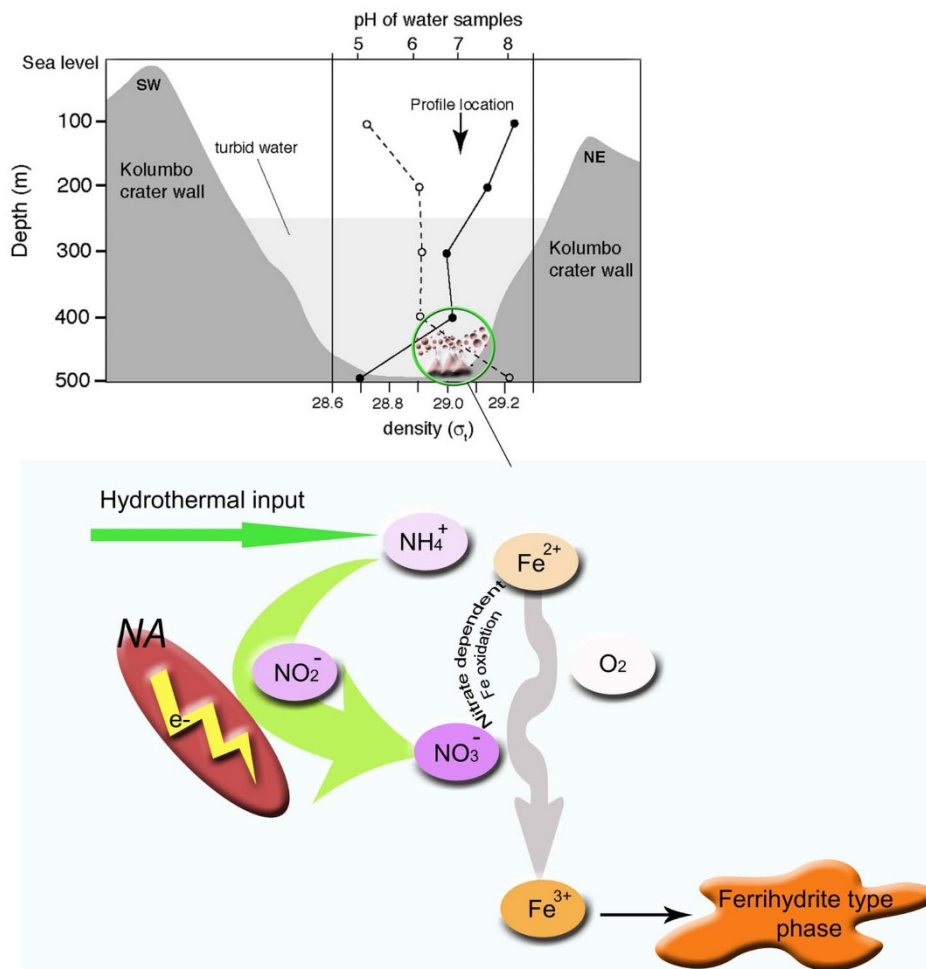 pH of water samples
5 6 7 8
Sea level
SW
Profile location
100
turbid water
NE
Kolumbo
crater wall
200
Depth (m)
300
Kolumbo
crater wall
400
500
28.6 28.8 29.0 29.2
density (σt)
Hydrothermal input
NH4+
Fe2+
Nitrate dependent
Fe oxidation
NA
NO2-
O2
e-
NO3-
Fe3+
Ferrihydrite type
phase